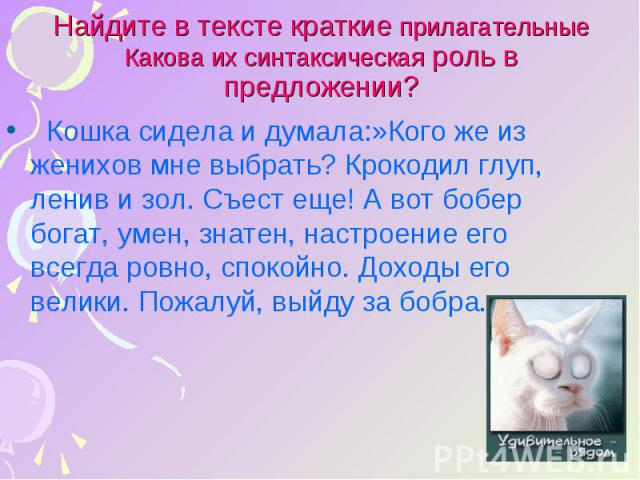 Найдите в тексте краткие прилагательные
Какова их синтаксическая роль в
предложении?
• Кошка сидела и думала:»Кого же из
женихов мне выбрать? Крокодил глуп,
ленив и зол. Съест еще! А вот бобер
богат, умен, знатен, настроение его
всегда ровно, спокойно. Доходы его
велики. Пожалуй, выйду за бобра.
Удивительное --
-- рядом
PPt4WEB.ru